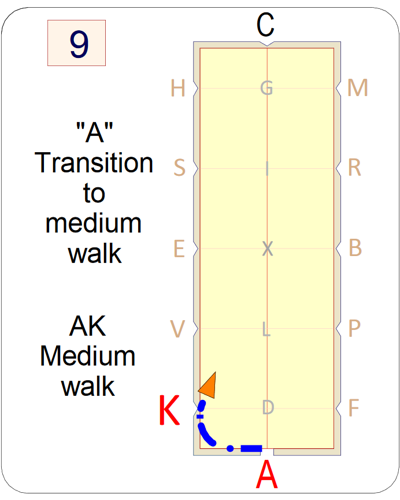 9
C
H G M
"A"
Transition
to
medium
walk
S I R
E X B
AK
Medium
walk
V L P
K D F
A